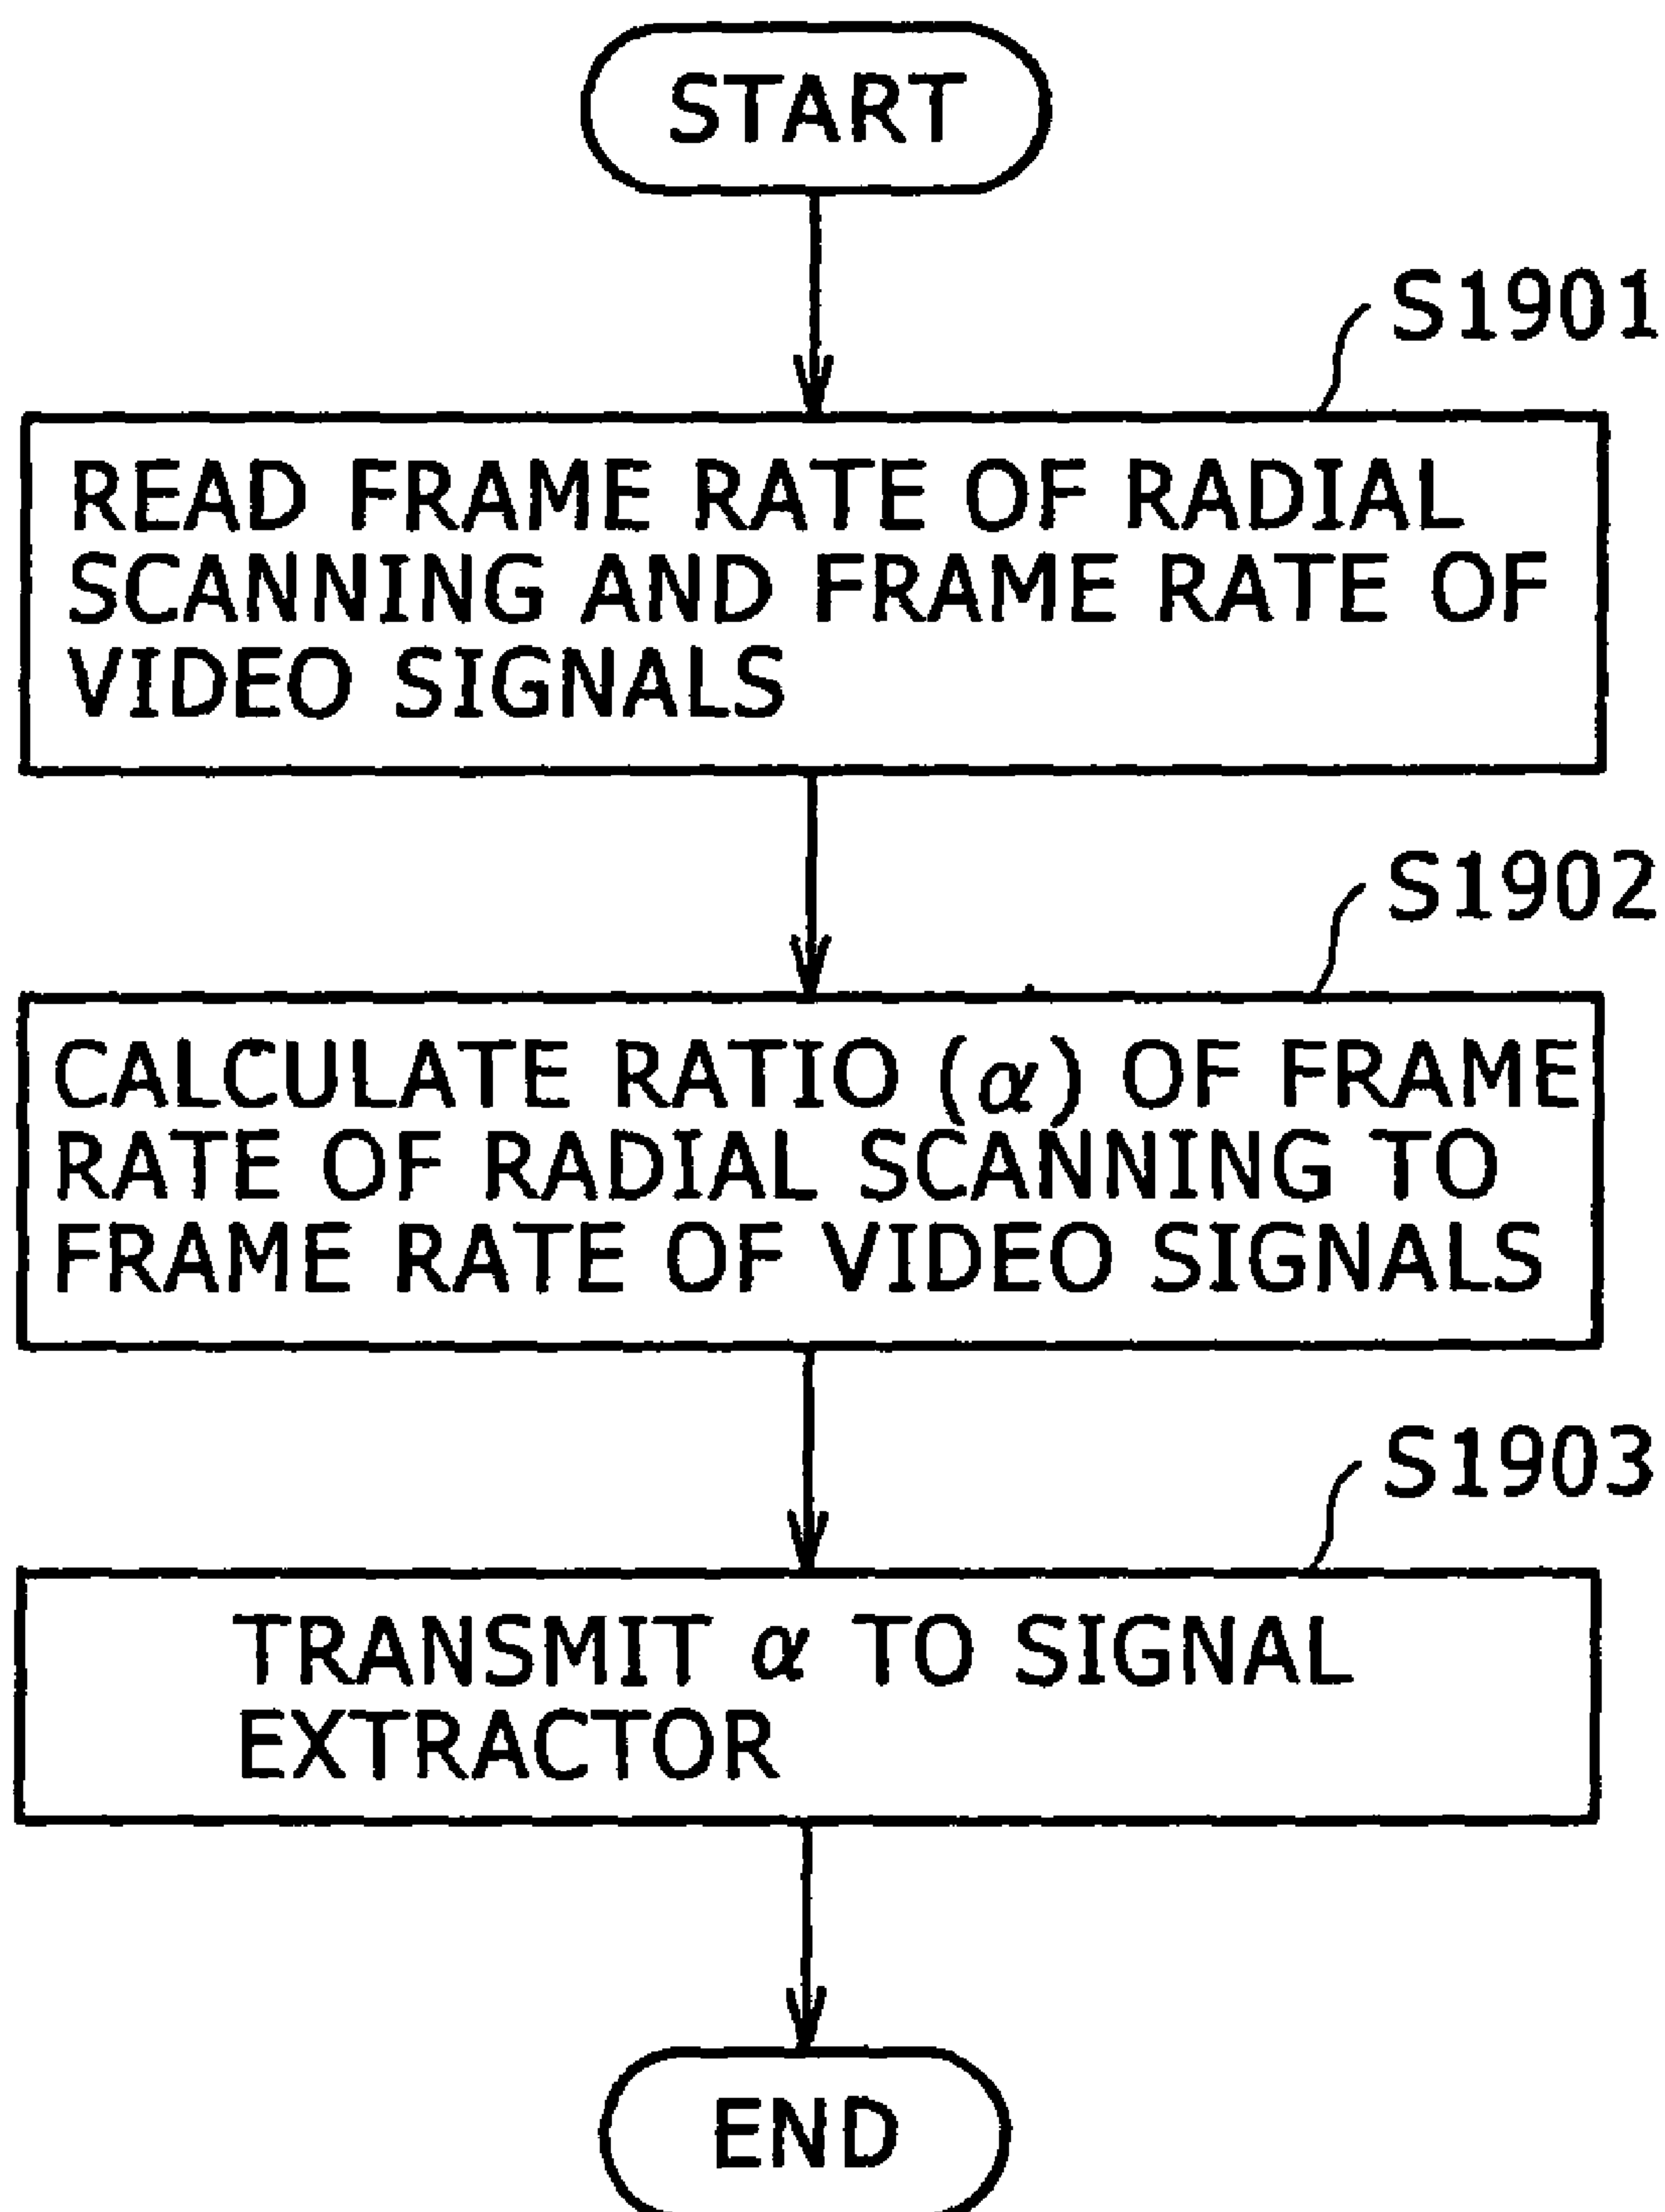 START
S1901
READ FRAME RATE OF RADIAL
SCANNING AND FRAME RATE OF
VIDEO SIGNALS
S1902
CALCULATE RATIO (α) OF FRAME
RATE OF RADIAL SCANNING TO
FRAME RATE OF VIDEO SIGNALS
S1903
TRANSMIT α TO SIGNAL
EXTRACTOR
END